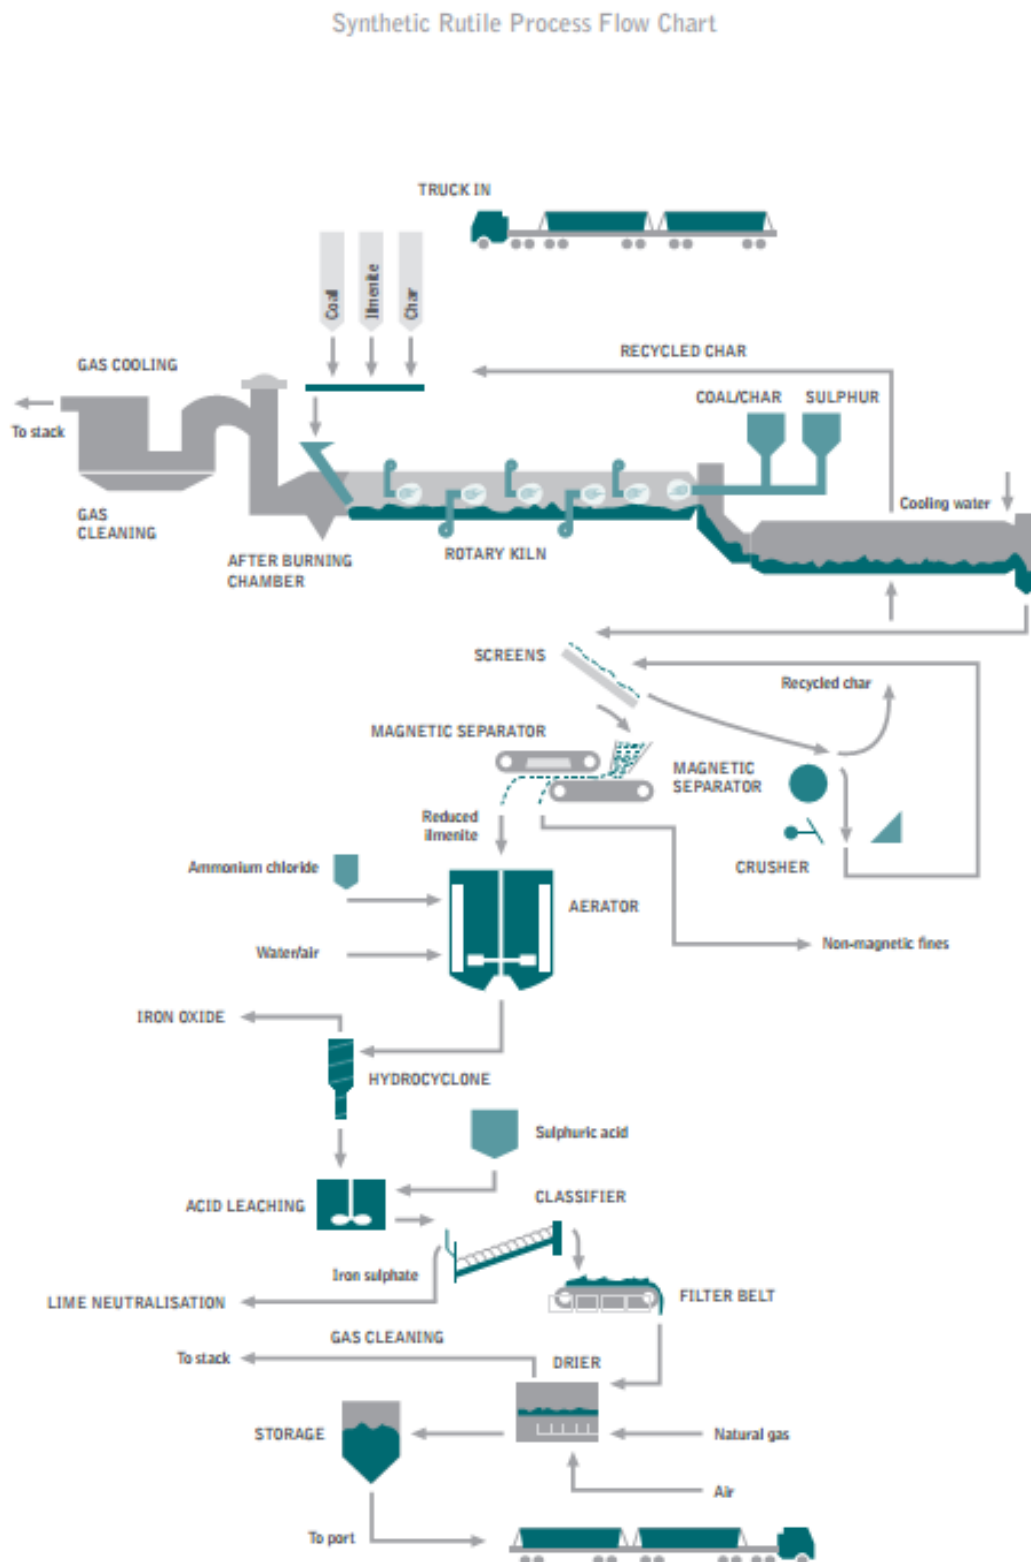 Synthetic Rutile Process Flow Chart
TRUCK IN
Coal
Ilmenite
Char
RECYCLED CHAR
GAS COOLING
COAL/CHAR
SULPHUR
To stack
Cooling water
GAS
CLEANING
ROTARY KILN
AFTER BURNING
CHAMBER
SCREENS
Recycled char
MAGNETIC SEPARATOR
MAGNETIC
SEPARATOR
Reduced
ilmenite
CRUSHER
Ammonium chloride
AEROTOR
Non-magnetic fines
Water/air
IRON OXIDE
HYDROCYCLONE
Sulphuric acid
CLASSIFIER
ACID LEACHING
Iron sulphate
LIME NEUTRALISATION
FILTER BELT
GAS CLEANING
To stack
DRIER
STORAGE
Natural gas
Air
To port